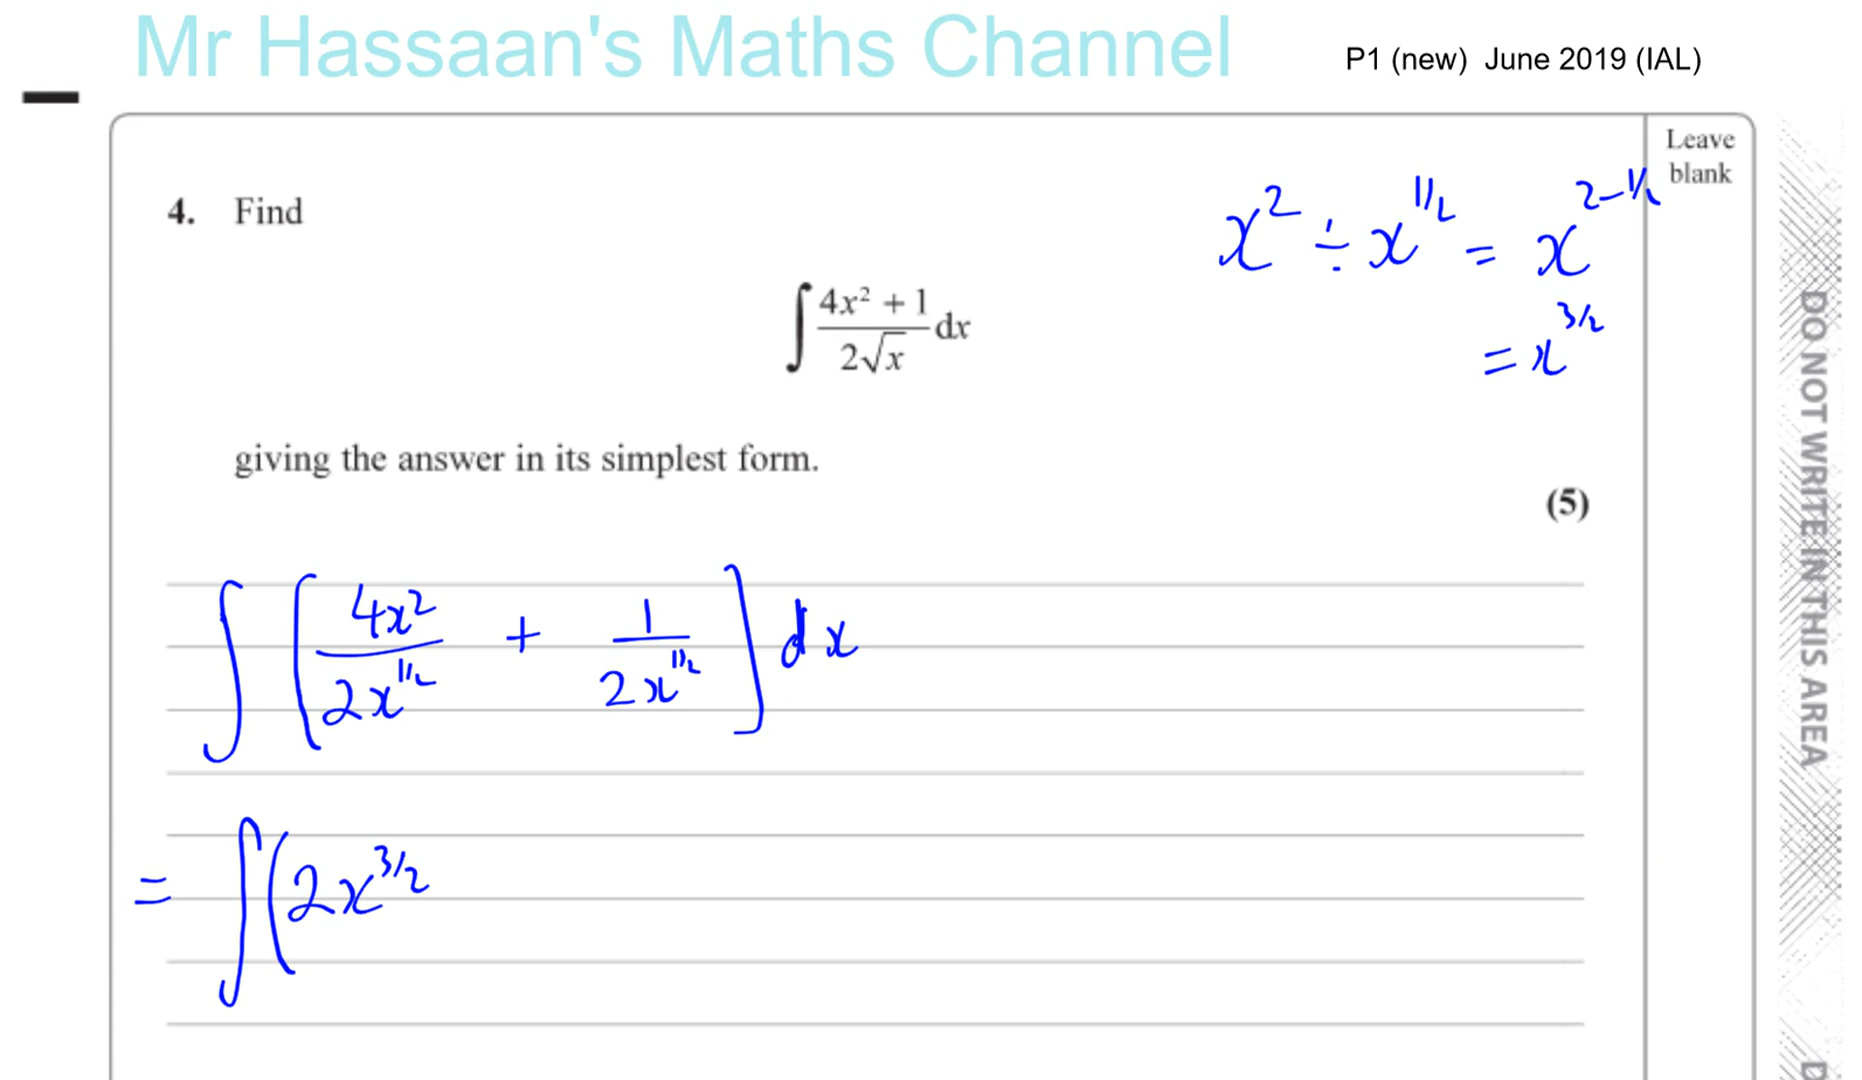 Mr Hassaan's Maths Channel
P1 (new) June 2019 (IAL)
Leave
blank
4. Find
x² ÷ x^{1/2} = x^{2-1/2}
= x^{3/2}
∫ (4x² + 1)/(2√x) dx
giving the answer in its simplest form.
(5)
∫ [4x²/(2x^{1/2}) + 1/(2x^{1/2})] dx
= ∫ (2x^{3/2}
DO NOT WRITE IN THIS AREA
D